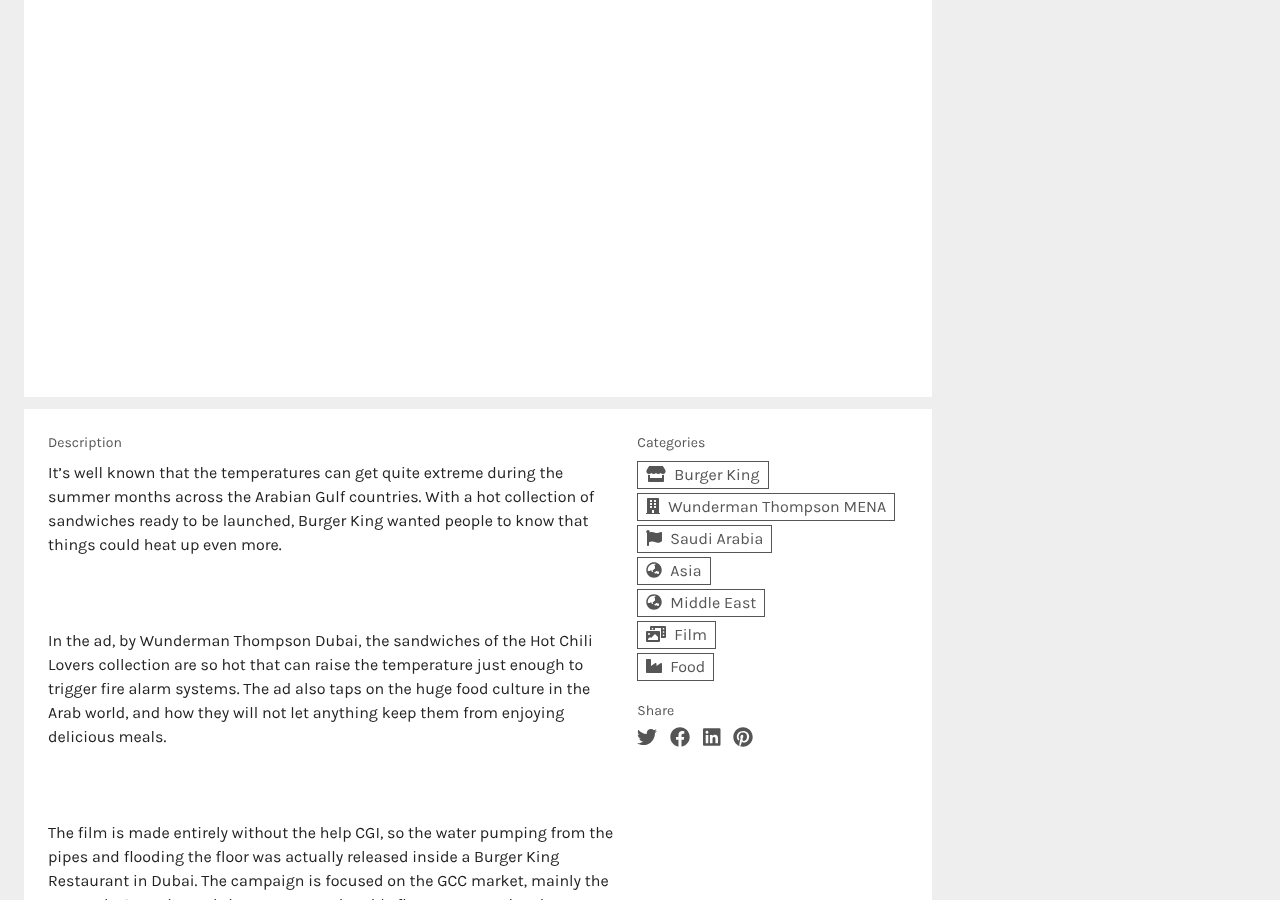 Description
It’s well known that the temperatures can get quite extreme during the
summer months across the Arabian Gulf countries. With a hot collection of
sandwiches ready to be launched, Burger King wanted people to know that
things could heat up even more.
In the ad, by Wunderman Thompson Dubai, the sandwiches of the Hot Chili
Lovers collection are so hot that can raise the temperature just enough to
trigger fire alarm systems. The ad also taps on the huge food culture in the
Arab world, and how they will not let anything keep them from enjoying
delicious meals.
The film is made entirely without the help CGI, so the water pumping from the
pipes and flooding the floor was actually released inside a Burger King
Restaurant in Dubai. The campaign is focused on the GCC market, mainly the
Categories
Burger King
Wunderman Thompson MENA
Saudi Arabia
Asia
Middle East
Film
Food
Share